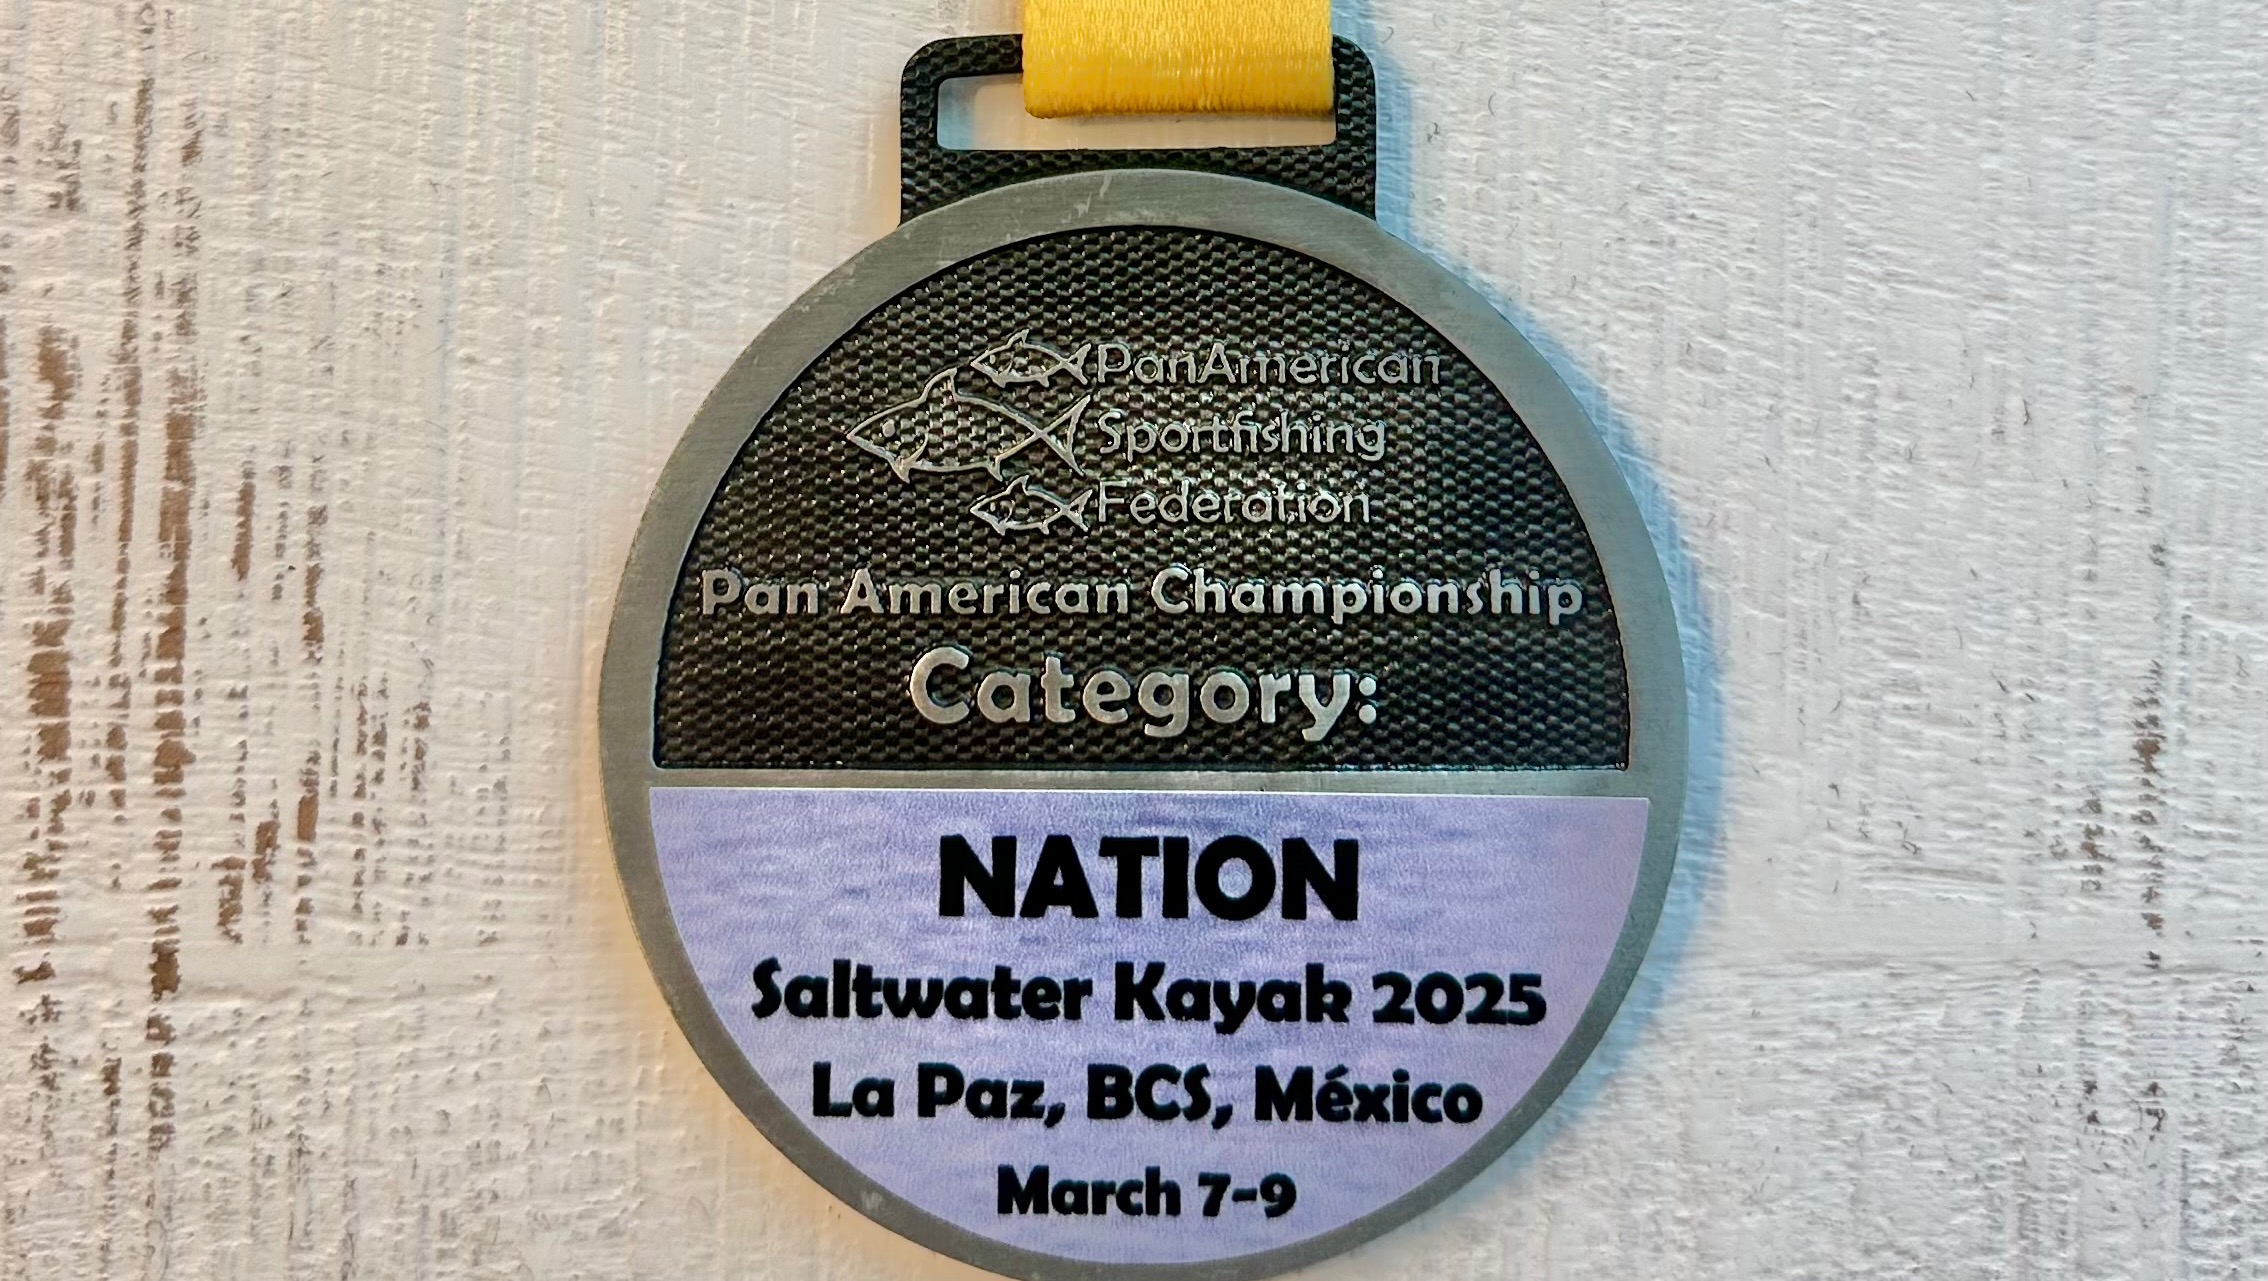 PanAmerican
Sportfishing
Federation
Pan American Championship
Category:
NATION
Saltwater Kayak 2025
La Paz, BCS, México
March 7-9